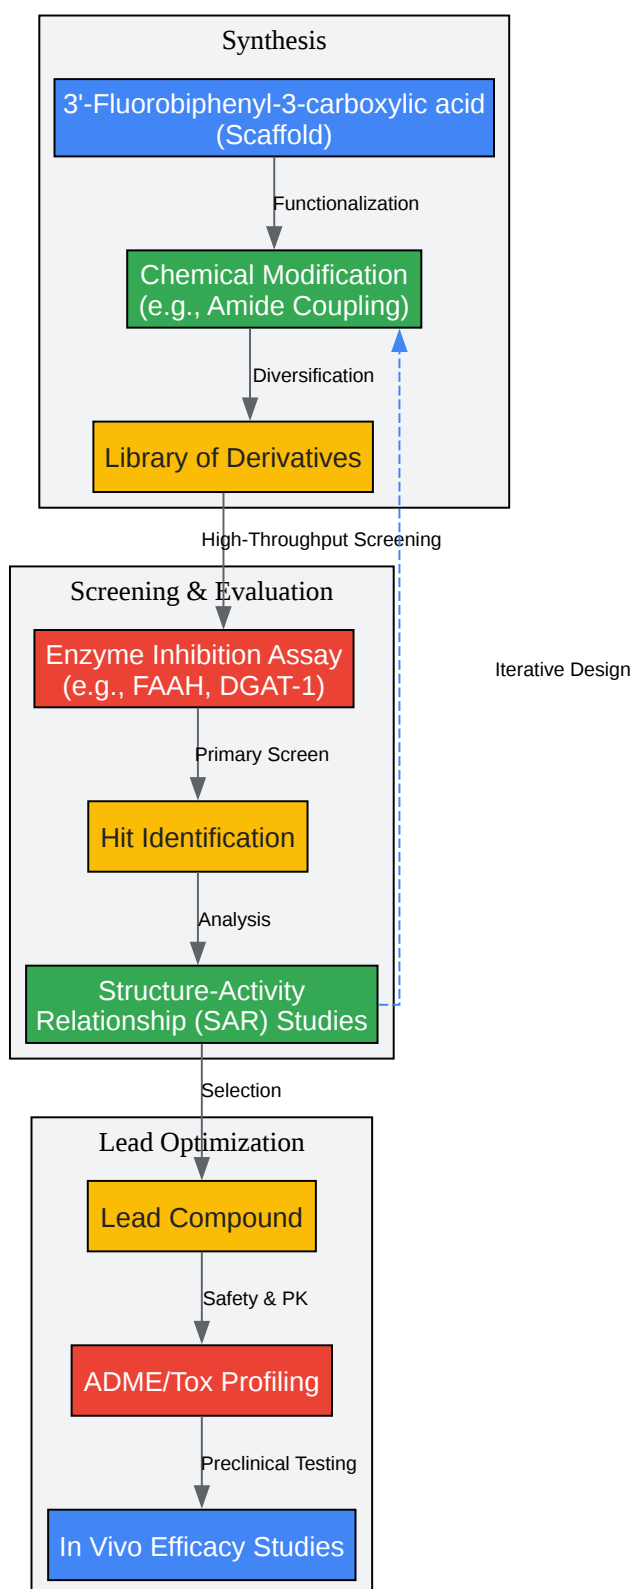 Synthesis
3'-Fluorobiphenyl-3-carboxylic acid
(Scaffold)
Functionalization
Chemical Modification
(e.g., Amide Coupling)
Diversification
Library of Derivatives
High-Throughput Screening
Screening & Evaluation
Enzyme Inhibition Assay
(e.g., FAAH, DGAT-1)
Iterative Design
Primary Screen
Hit Identification
Analysis
Structure-Activity
Relationship (SAR) Studies
Selection
Lead Optimization
Lead Compound
Safety & PK
ADME/Tox Profiling
Preclinical Testing
In Vivo Efficacy Studies